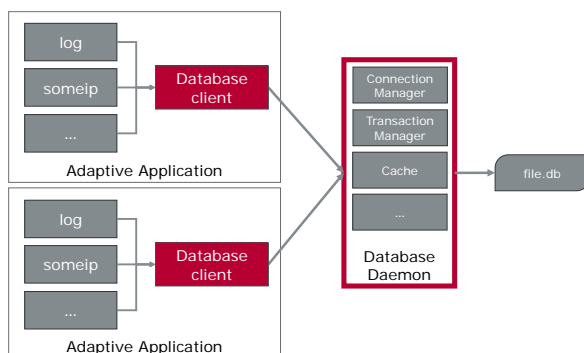 log
someip
...
Database
client
Adaptive Application
log
someip
...
Database
client
Adaptive Application
Connection
Manager
Transaction
Manager
Cache
...
Database
Daemon
file.db